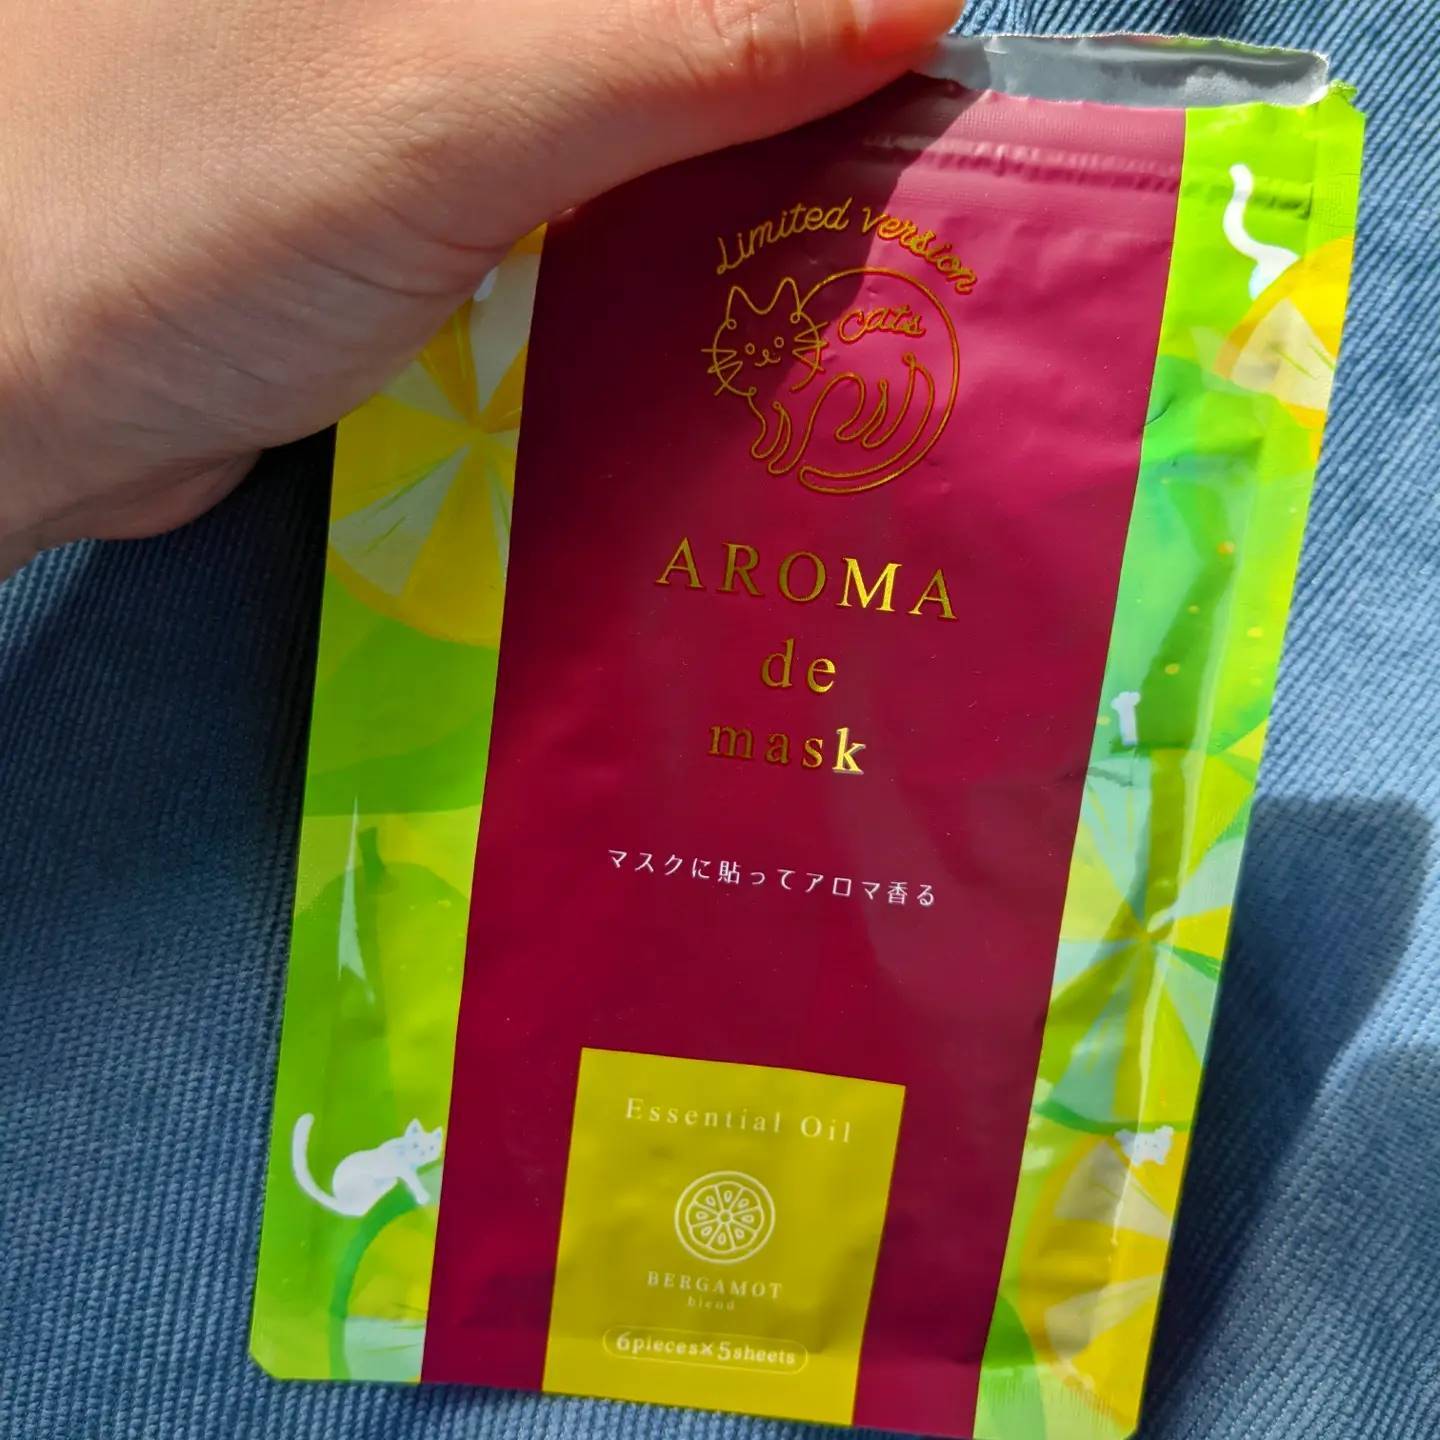 Limited version
cats
AROMA
de
mask
マスクに貼ってアロマ香る
Essential Oil
BERGAMOT
blend
6pieces×5sheets